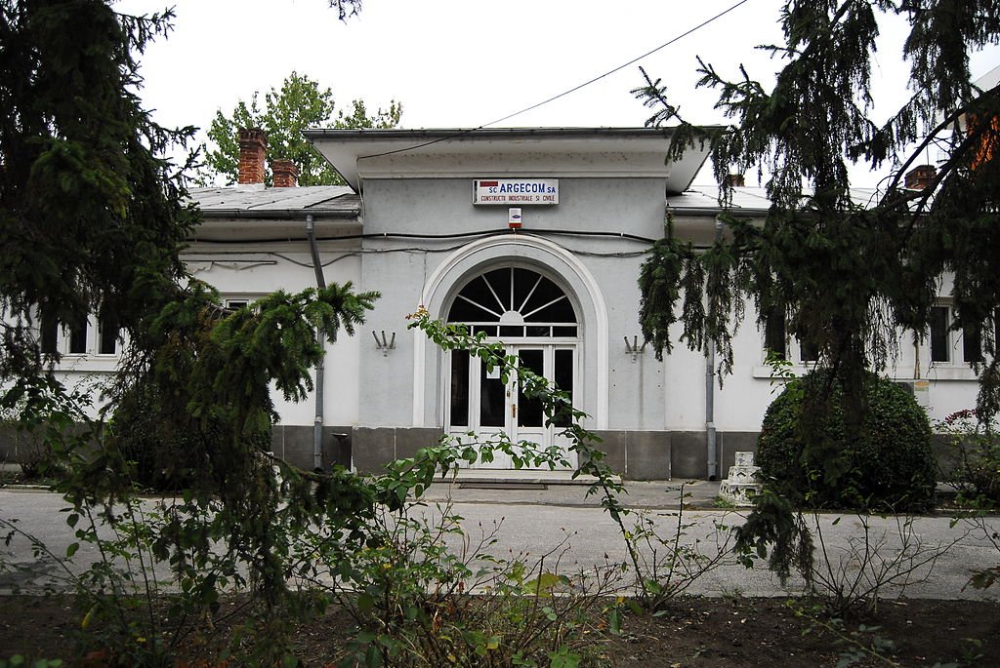 SC ARGECOM SA
CONSTRUCTII INDUSTRIALE SI CIVILE